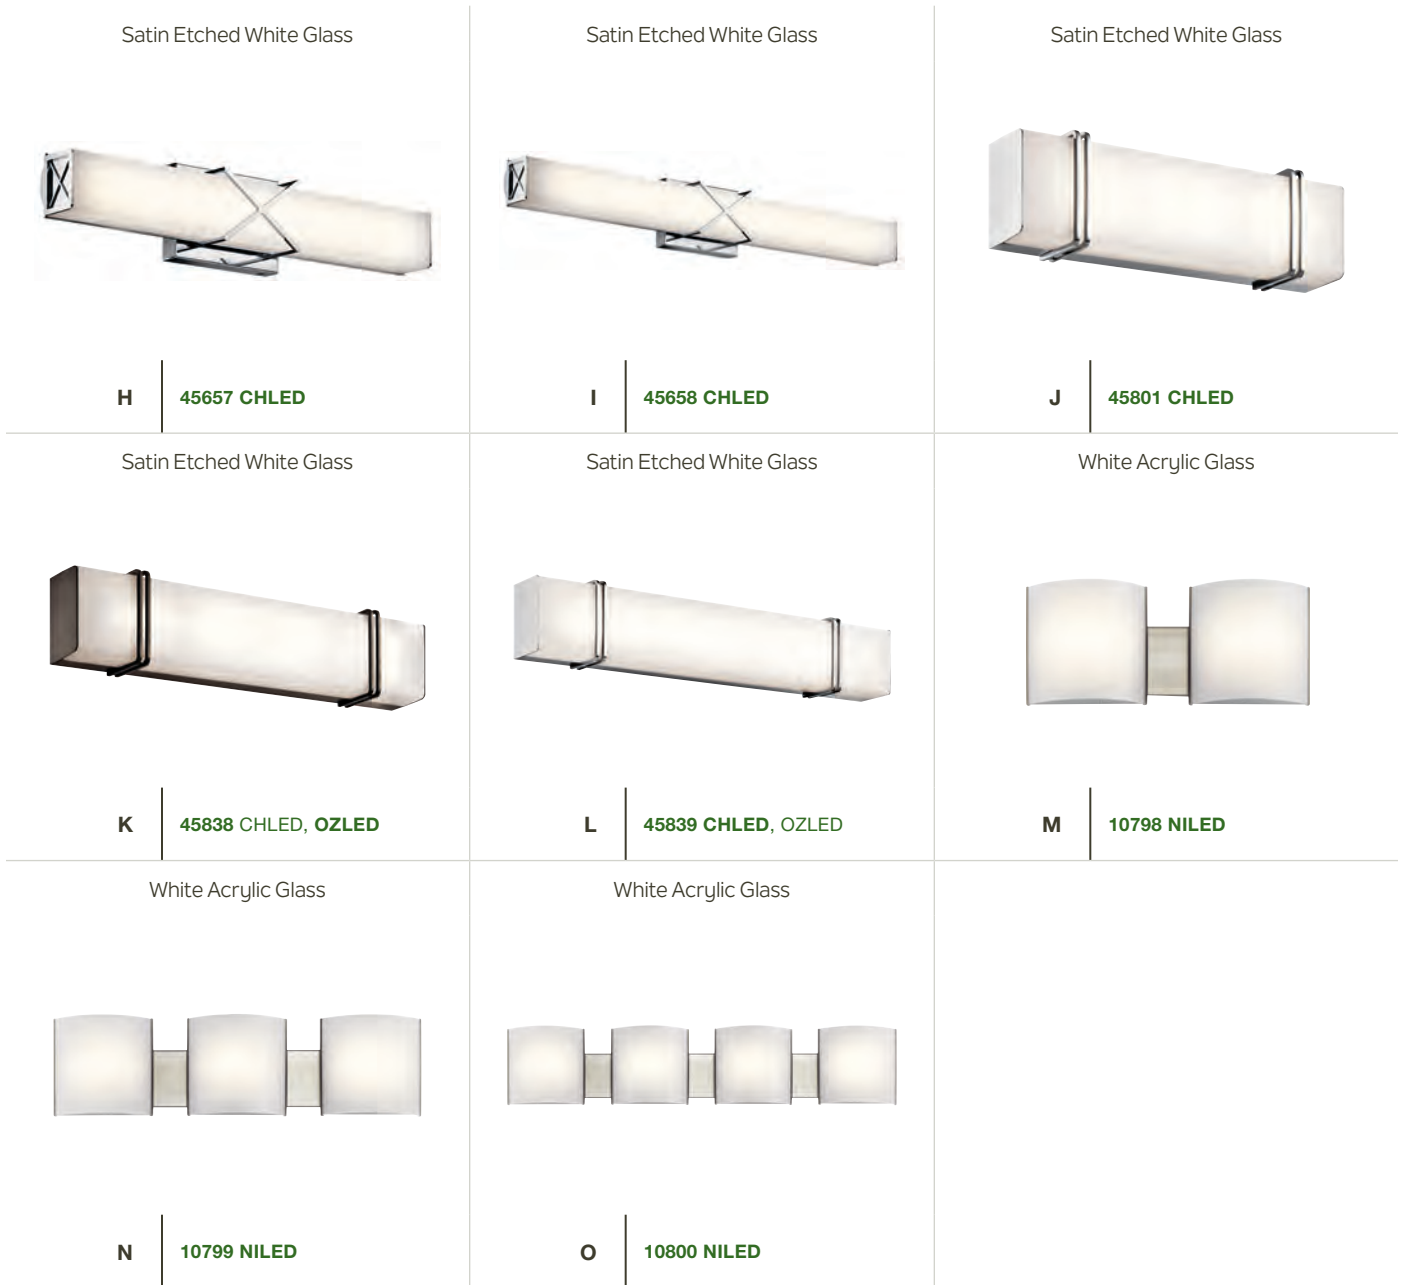 Satin Etched White Glass
Satin Etched White Glass
Satin Etched White Glass
H 45657 CHLED
I 45658 CHLED
J 45801 CHLED
Satin Etched White Glass
Satin Etched White Glass
White Acrylic Glass
K 45838 CHLED, OZLED
L 45839 CHLED, OZLED
M 10798 NILED
White Acrylic Glass
White Acrylic Glass
N 10799 NILED
O 10800 NILED